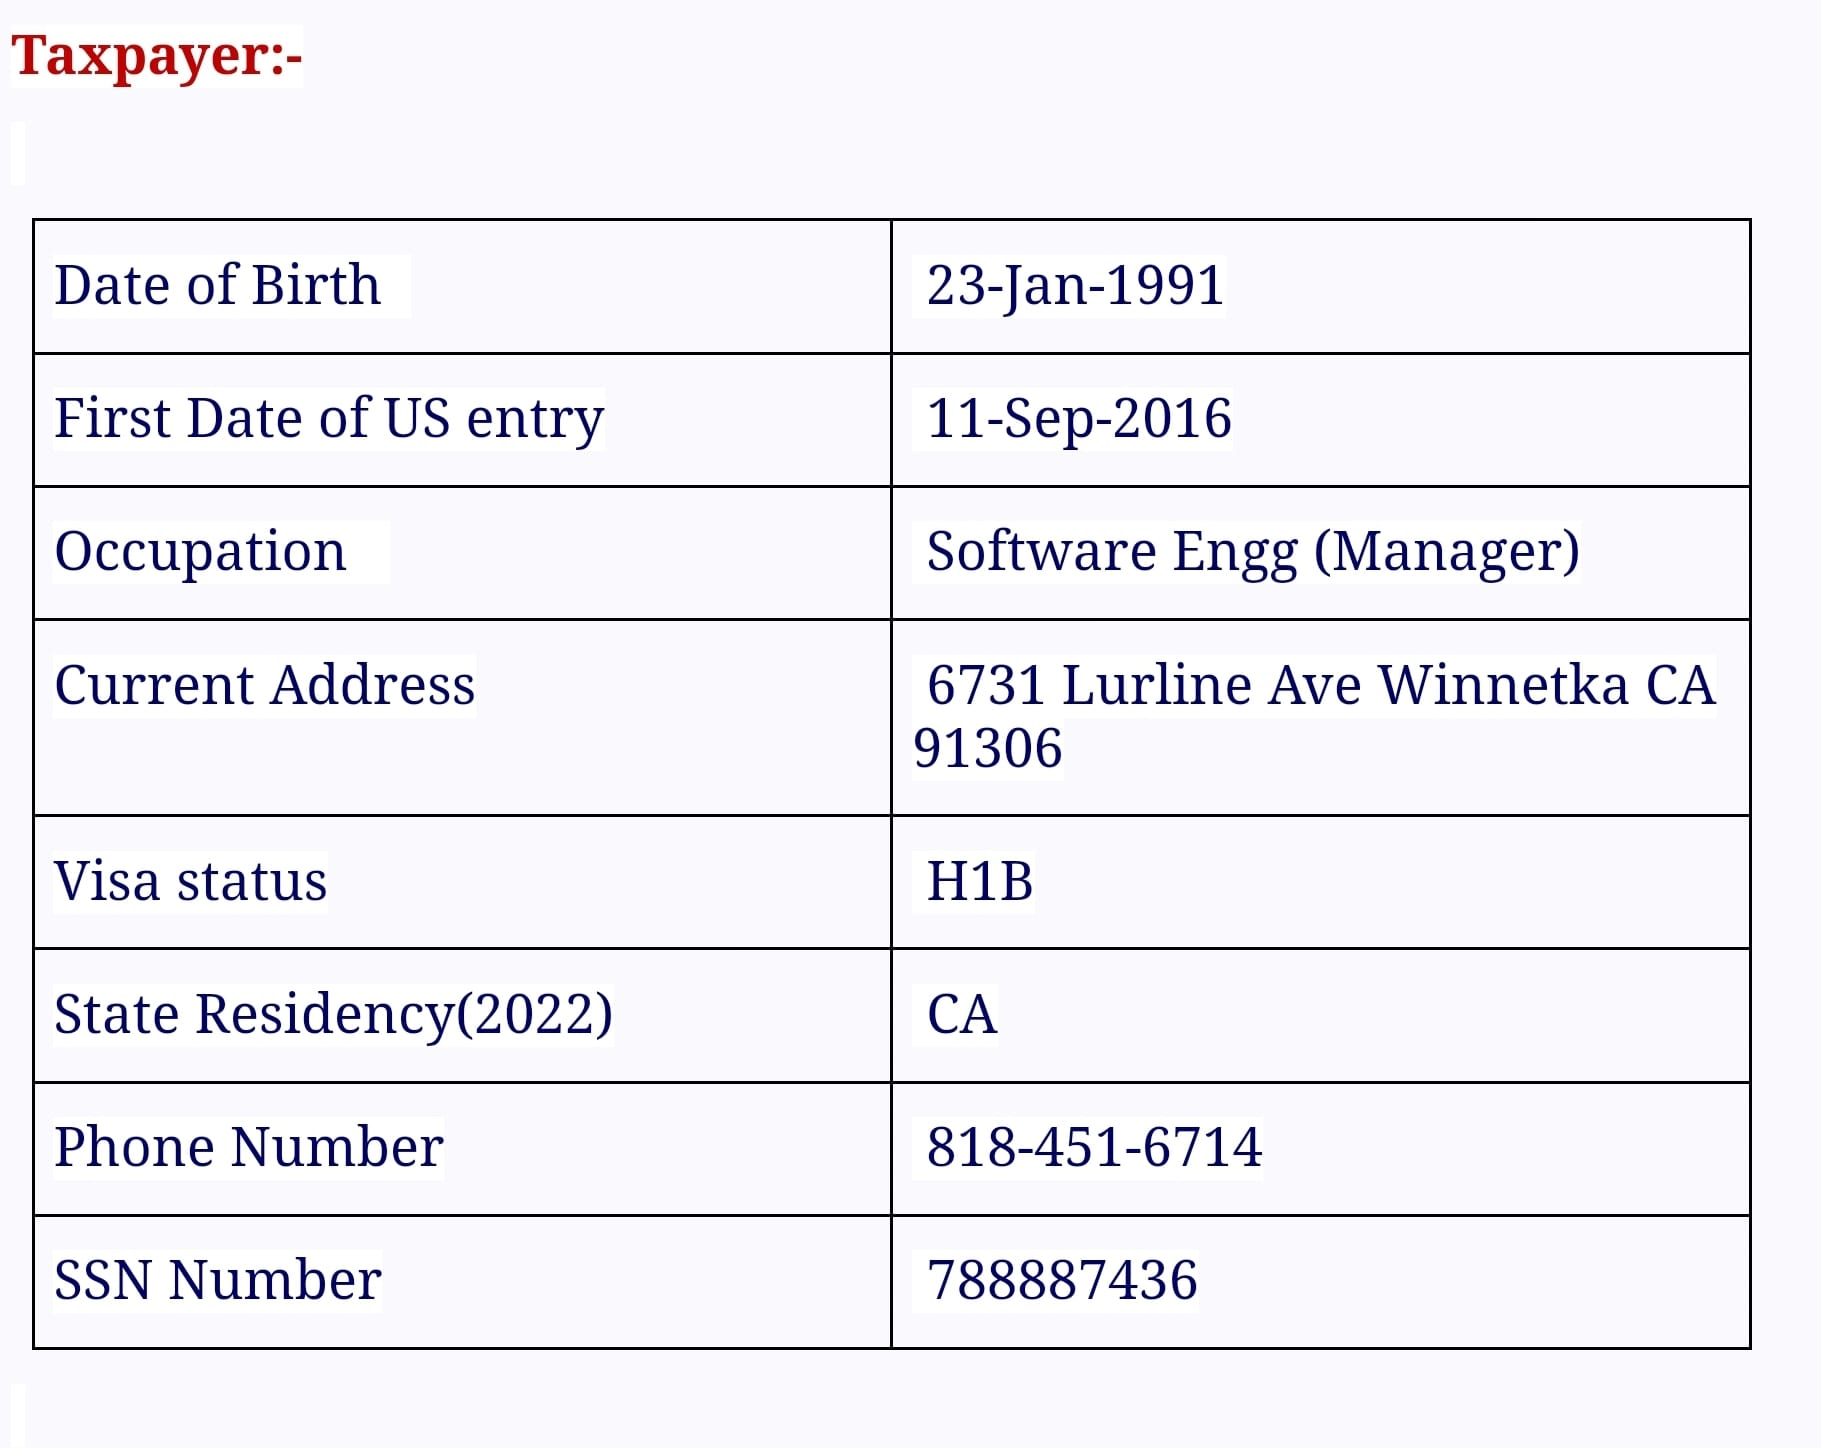 Taxpayer:-
Date of Birth 23-Jan-1991
First Date of US entry 11-Sep-2016
Occupation Software Engg (Manager)
Current Address 6731 Lurline Ave Winnetka CA
91306
Visa status H1B
State Residency(2022) CA
Phone Number 818-451-6714
SSN Number 788887436